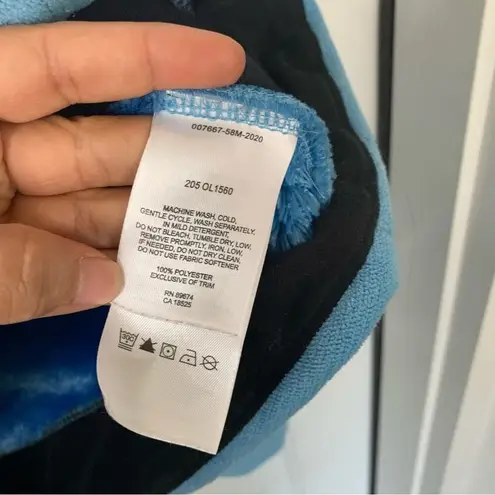 007667-58M-2020
205 OL1560
MACHINE WASH, COLD,
GENTLE CYCLE, WASH SEPARATELY,
IN MILD DETERGENT,
DO NOT BLEACH, TUMBLE DRY, LOW,
REMOVE PROMPTLY, IRON, LOW,
IF NEEDED, DO NOT DRY CLEAN,
DO NOT USE FABRIC SOFTENER
100% POLYESTER
EXCLUSIVE OF TRIM
RN 89674
CA 18525
30C